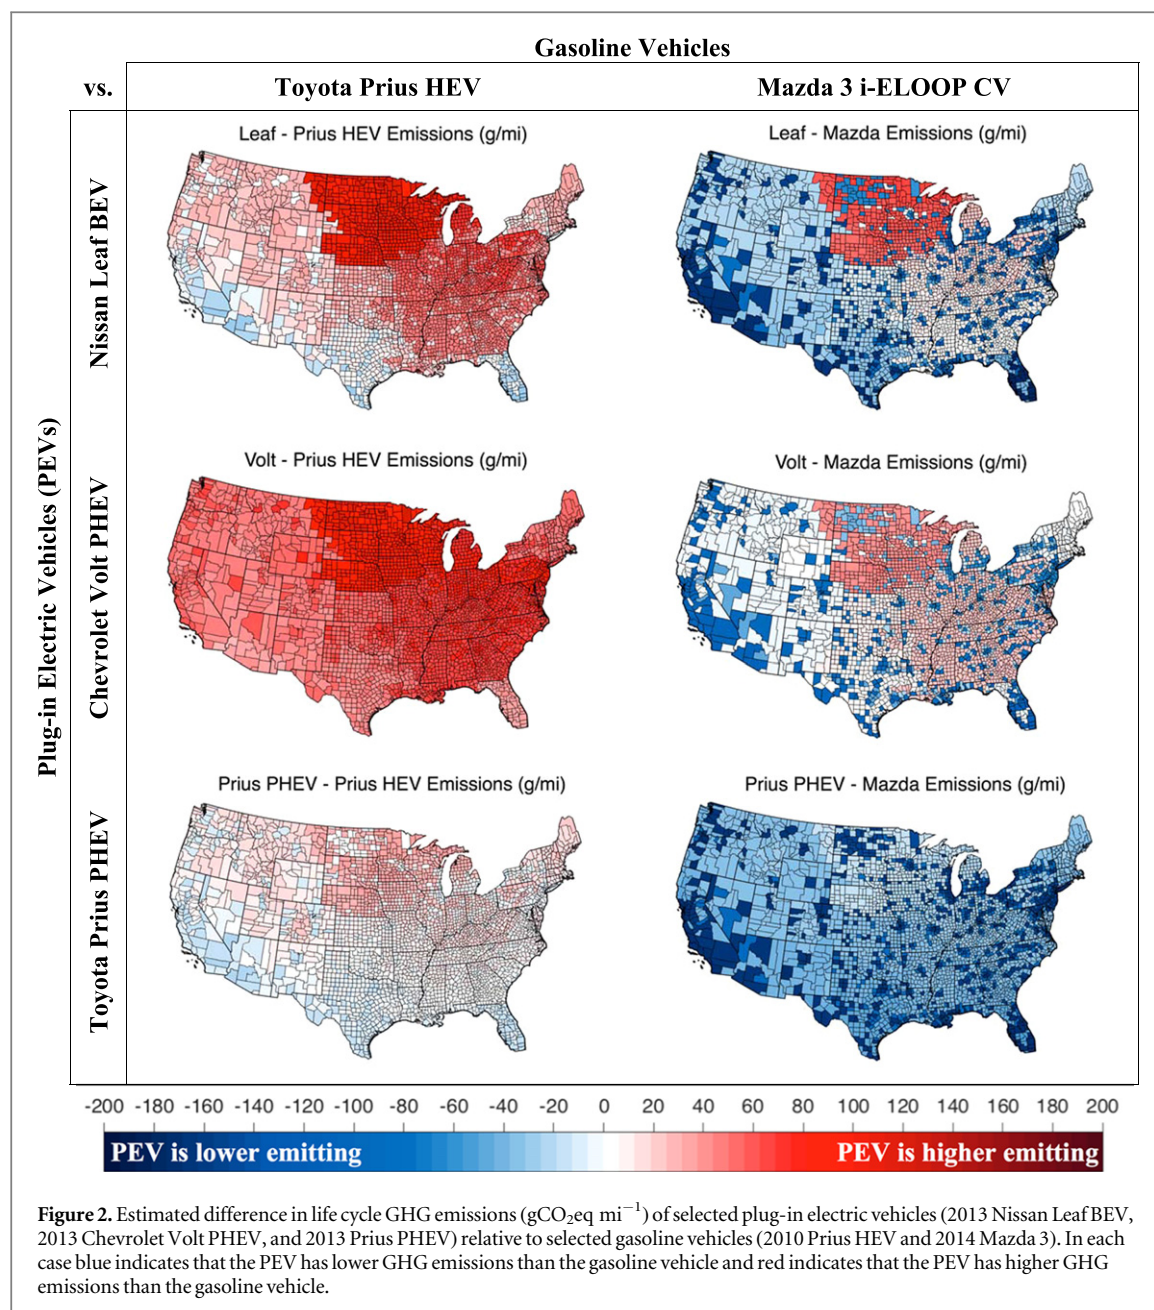 Gasoline Vehicles
vs.
Toyota Prius HEV
Mazda 3 i-ELOOP CV
Plug-in Electric Vehicles (PEVs)
Nissan Leaf BEV
Leaf - Prius HEV Emissions (g/mi)
Leaf - Mazda Emissions (g/mi)
Chevrolet Volt PHEV
Volt - Prius HEV Emissions (g/mi)
Volt - Mazda Emissions (g/mi)
Toyota Prius PHEV
Prius PHEV - Prius HEV Emissions (g/mi)
Prius PHEV - Mazda Emissions (g/mi)
-200 -180 -160 -140 -120 -100 -80 -60 -40 -20 0 20 40 60 80 100 120 140 160 180 200
PEV is lower emitting
PEV is higher emitting
Figure 2. Estimated difference in life cycle GHG emissions (gCO₂eq mi⁻¹) of selected plug-in electric vehicles (2013 Nissan Leaf BEV,
2013 Chevrolet Volt PHEV, and 2013 Prius PHEV) relative to selected gasoline vehicles (2010 Prius HEV and 2014 Mazda 3). In each
case blue indicates that the PEV has lower GHG emissions than the gasoline vehicle and red indicates that the PEV has higher GHG
emissions than the gasoline vehicle.